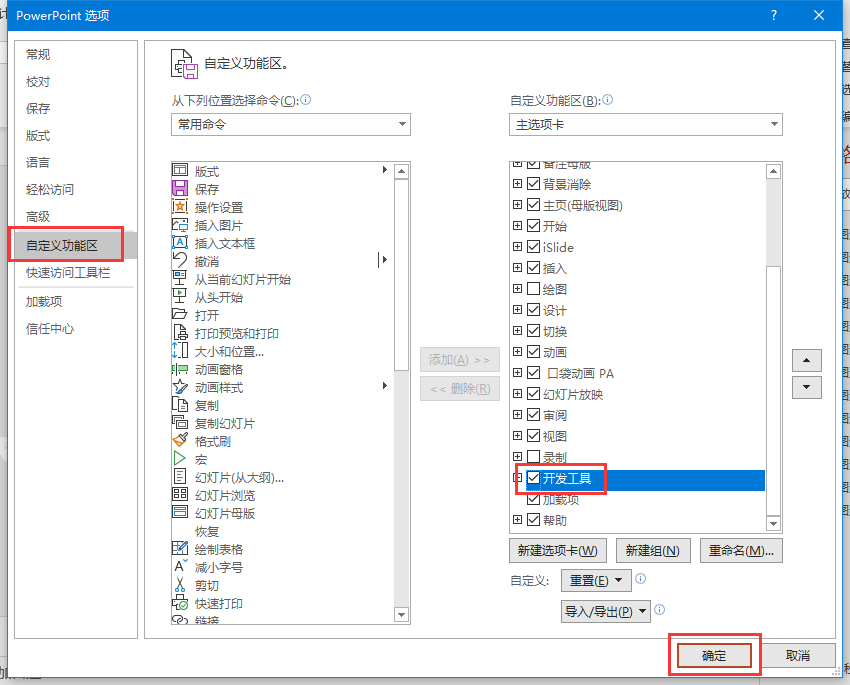 PowerPoint 选项
?
常规
校对
保存
版式
语言
轻松访问
高级
自定义功能区
快速访问工具栏
加载项
信任中心
自定义功能区。
从下列位置选择命令(C):
常用命令
版式
保存
操作设置
插入图片
插入文本框
撤消
从当前幻灯片开始
从头开始
打开
打印预览和打印
大小和位置...
动画窗格
动画样式
复制
复制幻灯片
格式刷
宏
幻灯片(从大纲)...
幻灯片浏览
幻灯片母版
恢复
绘制表格
减小字号
剪切
快速打印
链接
添加(A) >>
<< 删除(R)
自定义功能区(B):
主选项卡
备注母版
背景消除
主页(母版视图)
开始
iSlide
插入
绘图
设计
切换
动画
口袋动画 PA
幻灯片放映
审阅
视图
录制
开发工具
加载项
帮助
新建选项卡(W)
新建组(N)
重命名(M)...
自定义:
重置(E)
导入/导出(P)
确定
取消